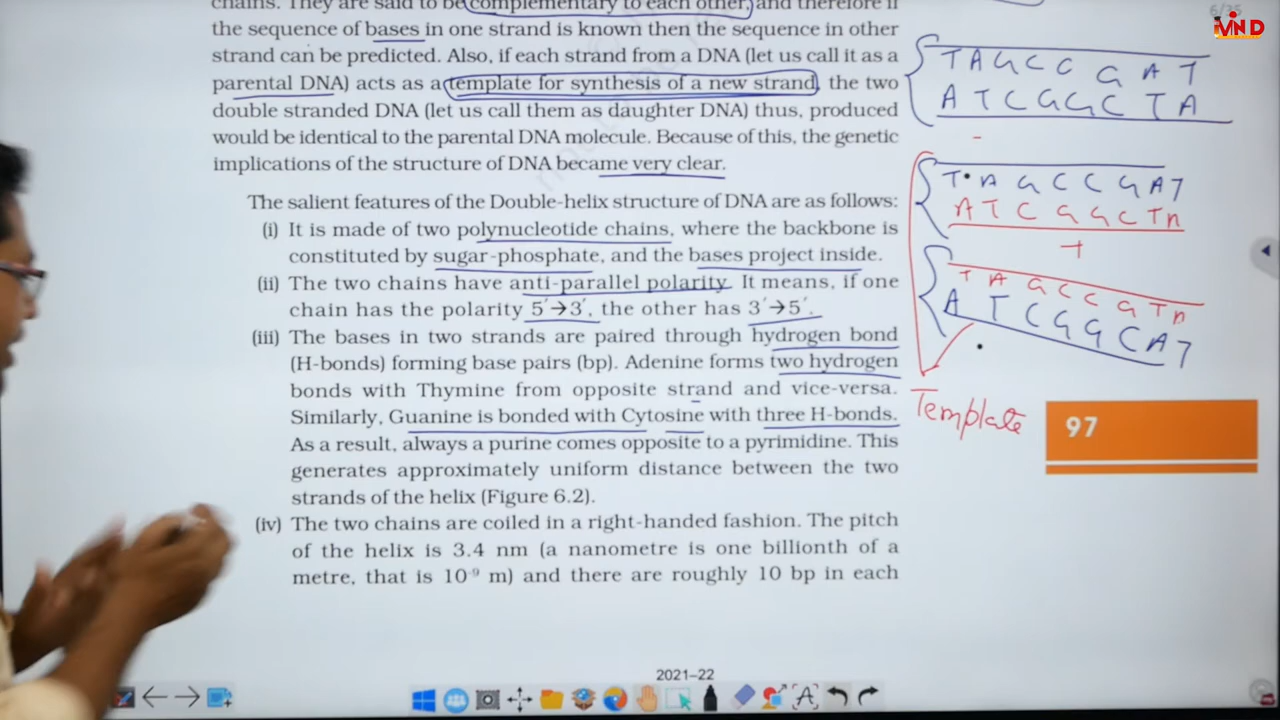 chains. They are said to be complementary to each other, and therefore if
the sequence of bases in one strand is known then the sequence in other
strand can be predicted. Also, if each strand from a DNA (let us call it as a
parental DNA) acts as a template for synthesis of a new strand, the two
double stranded DNA (let us call them as daughter DNA) thus, produced
would be identical to the parental DNA molecule. Because of this, the genetic
implications of the structure of DNA became very clear.
The salient features of the Double-helix structure of DNA are as follows:
(i) It is made of two polynucleotide chains, where the backbone is
constituted by sugar-phosphate, and the bases project inside.
(ii) The two chains have anti-parallel polarity. It means, if one
chain has the polarity 5′→3′, the other has 3′→5′.
(iii) The bases in two strands are paired through hydrogen bond
(H-bonds) forming base pairs (bp). Adenine forms two hydrogen
bonds with Thymine from opposite strand and vice-versa.
Similarly, Guanine is bonded with Cytosine with three H-bonds.
As a result, always a purine comes opposite to a pyrimidine. This
generates approximately uniform distance between the two
strands of the helix (Figure 6.2).
(iv) The two chains are coiled in a right-handed fashion. The pitch
of the helix is 3.4 nm (a nanometre is one billionth of a
metre, that is 10⁻⁹ m) and there are roughly 10 bp in each
2021–22
6/35
MIND
T A G C C G A T
A T C G G C T A
T A G C C G A T
A T C G G C T A
+
T A G C C G T A
A T C G G C A T
Template
97